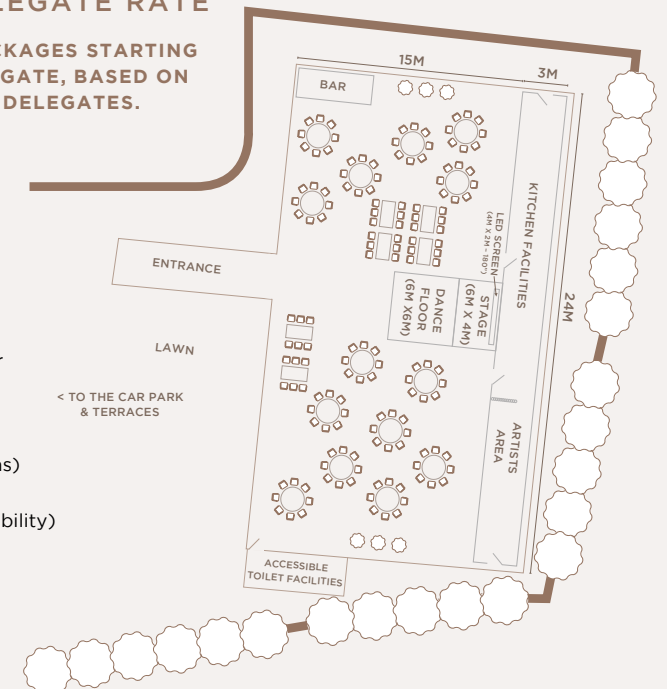 LEGATE RATE
CKAGES STARTING
GATE, BASED ON
DELEGATES.
15M
3M
BAR
KITCHEN FACILITIES
LED SCREEN
(4M X 2M – 180")
ENTRANCE
DANCE
FLOOR
(6M X6M)
STAGE
(6M X 4M)
24M
LAWN
< TO THE CAR PARK
& TERRACES
ARTISTS
AREA
s)
bility)
ACCESSIBLE
TOILET FACILITIES